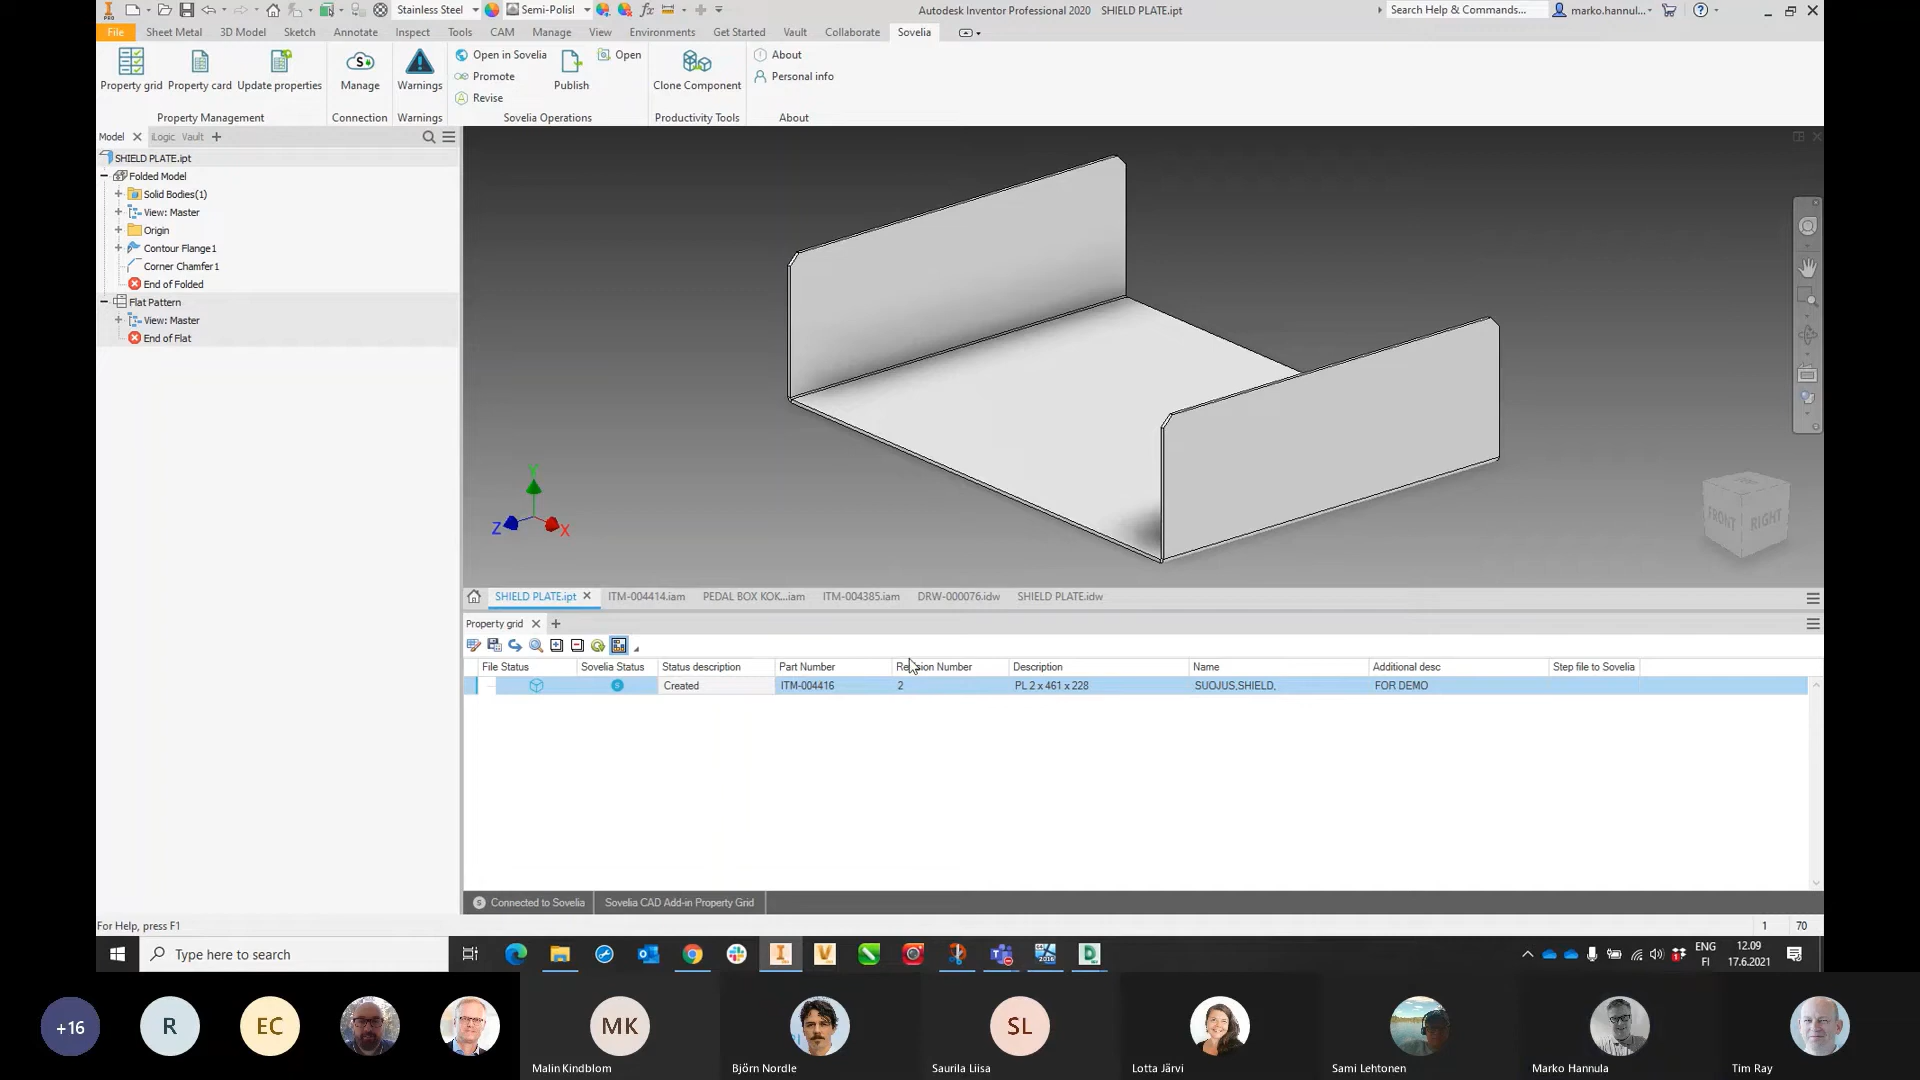 Stainless Steel
Semi-Polisl
Autodesk Inventor Professional 2020 SHIELD PLATE.ipt
Search Help & Commands...
marko.hannul...
File Sheet Metal 3D Model Sketch Annotate Inspect Tools CAM Manage View Environments Get Started Vault Collaborate Sovelia
Property grid
Property card
Update properties
Manage
Warnings
Open in Sovelia
Promote
Revise
Publish
Open
Clone Component
About
Personal info
Property Management
Connection
Warnings
Sovelia Operations
Productivity Tools
About
Model iLogic Vault
SHIELD PLATE.ipt
Folded Model
Solid Bodies(1)
View: Master
Origin
Contour Flange1
Corner Chamfer1
End of Folded
Flat Pattern
View: Master
End of Flat
Y
Z
X
FRONT
RIGHT
SHIELD PLATE.ipt ITM-004414.iam PEDAL BOX KOK...iam ITM-004385.iam DRW-000076.idw SHIELD PLATE.idw
Property grid
File Status Sovelia Status Status description Part Number Revision Number Description Name Additional desc Step file to Sovelia
Created ITM-004416 2 PL 2 x 461 x 228 SUOJUS,SHIELD, FOR DEMO
Connected to Sovelia Sovelia CAD Add-in Property Grid
For Help, press F1
1 70
Type here to search
ENG
FI
12.09
17.6.2021
+16
R
EC
MK
SL
Malin Kindblom
Björn Nordle
Saurila Liisa
Lotta Järvi
Sami Lehtonen
Marko Hannula
Tim Ray